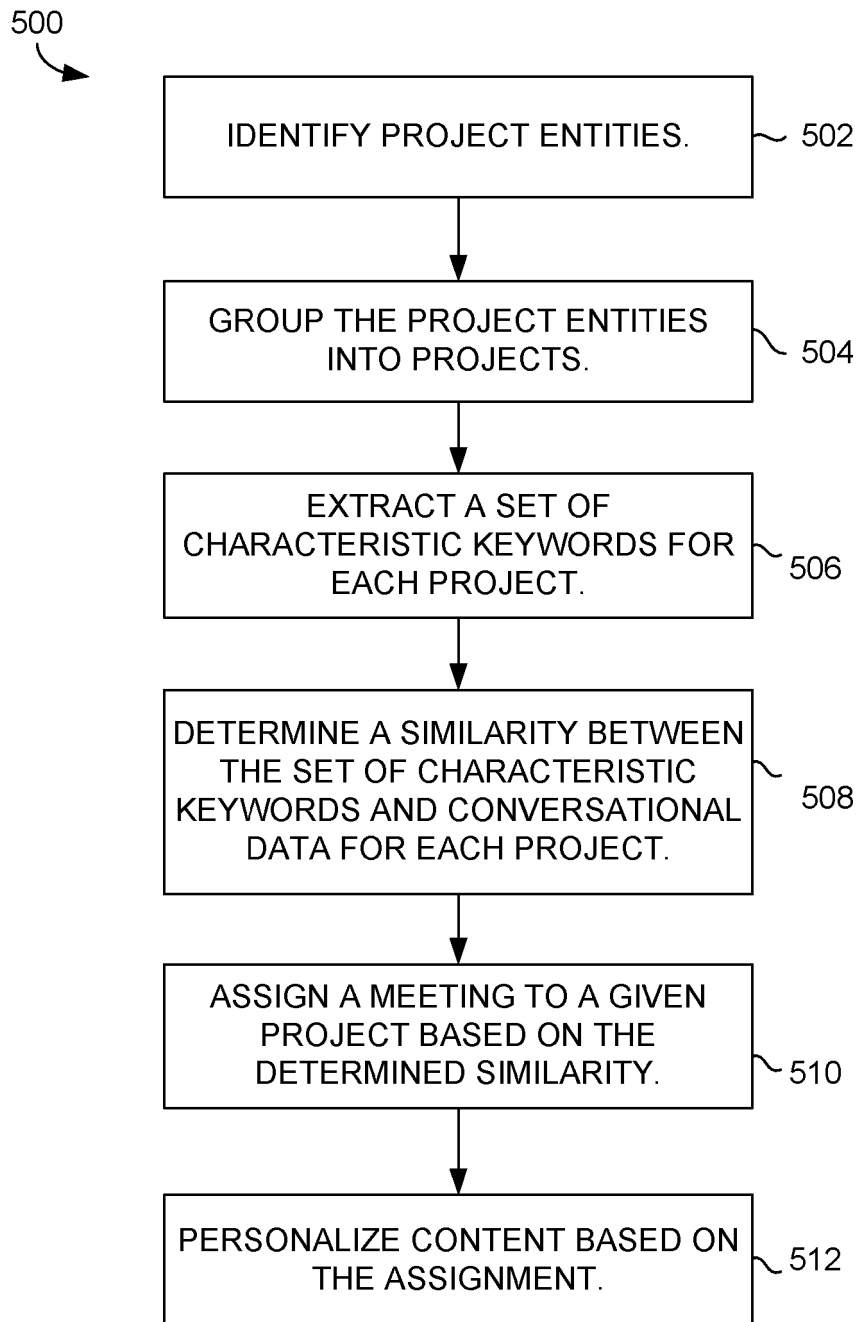 500
IDENTIFY PROJECT ENTITIES.
502
GROUP THE PROJECT ENTITIES
INTO PROJECTS.
504
EXTRACT A SET OF
CHARACTERISTIC KEYWORDS FOR
EACH PROJECT.
506
DETERMINE A SIMILARITY BETWEEN
THE SET OF CHARACTERISTIC
KEYWORDS AND CONVERSATIONAL
DATA FOR EACH PROJECT.
508
ASSIGN A MEETING TO A GIVEN
PROJECT BASED ON THE
DETERMINED SIMILARITY.
510
PERSONALIZE CONTENT BASED ON
THE ASSIGNMENT.
512